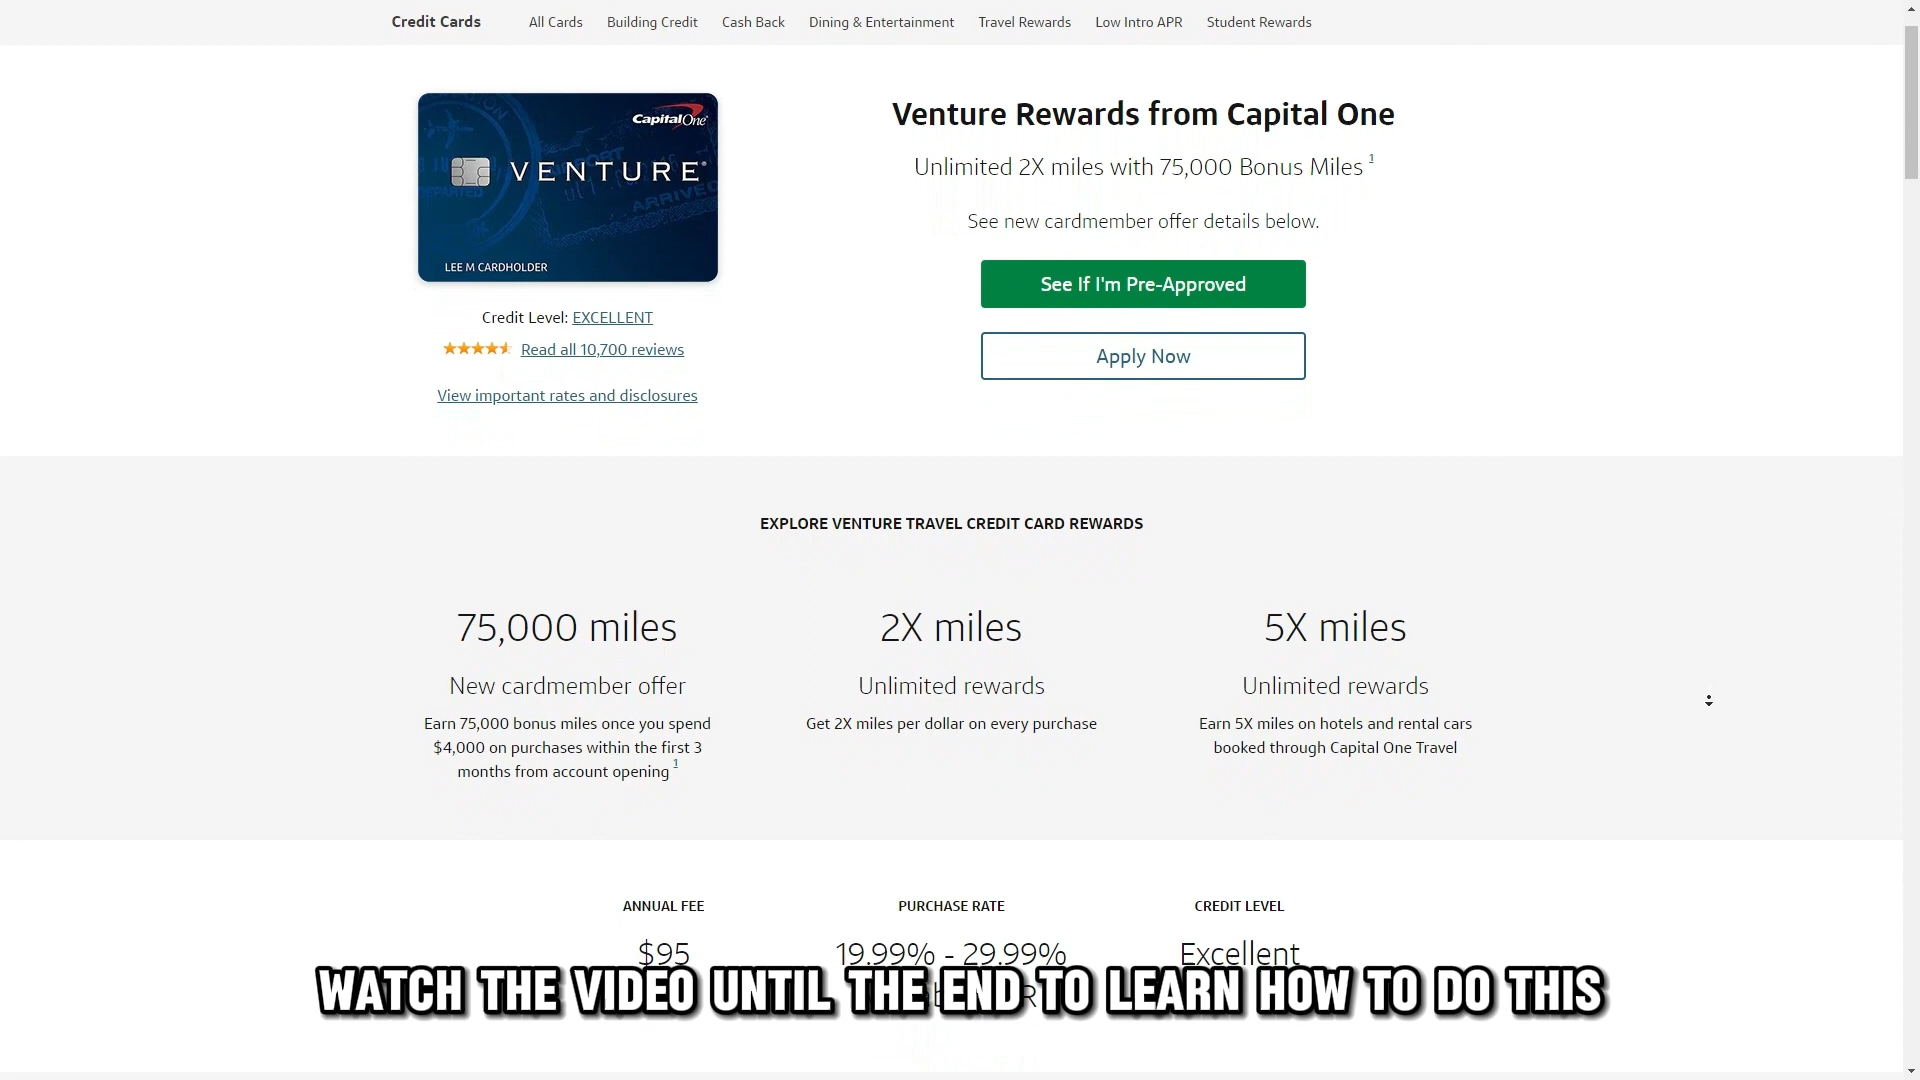 Credit Cards All Cards Building Credit Cash Back Dining & Entertainment Travel Rewards Low Intro APR Student Rewards
CapitalOne
VENTURE®
ARRIVED
LEE M CARDHOLDER
Credit Level: EXCELLENT
Read all 10,700 reviews
View important rates and disclosures
Venture Rewards from Capital One
Unlimited 2X miles with 75,000 Bonus Miles 1
See new cardmember offer details below.
See If I'm Pre-Approved
Apply Now
EXPLORE VENTURE TRAVEL CREDIT CARD REWARDS
75,000 miles
New cardmember offer
Earn 75,000 bonus miles once you spend
$4,000 on purchases within the first 3
months from account opening 1
2X miles
Unlimited rewards
Get 2X miles per dollar on every purchase
5X miles
Unlimited rewards
Earn 5X miles on hotels and rental cars
booked through Capital One Travel
ANNUAL FEE
$95
PURCHASE RATE
19.99% - 29.99%
CREDIT LEVEL
Excellent
WATCH THE VIDEO UNTIL THE END TO LEARN HOW TO DO THIS